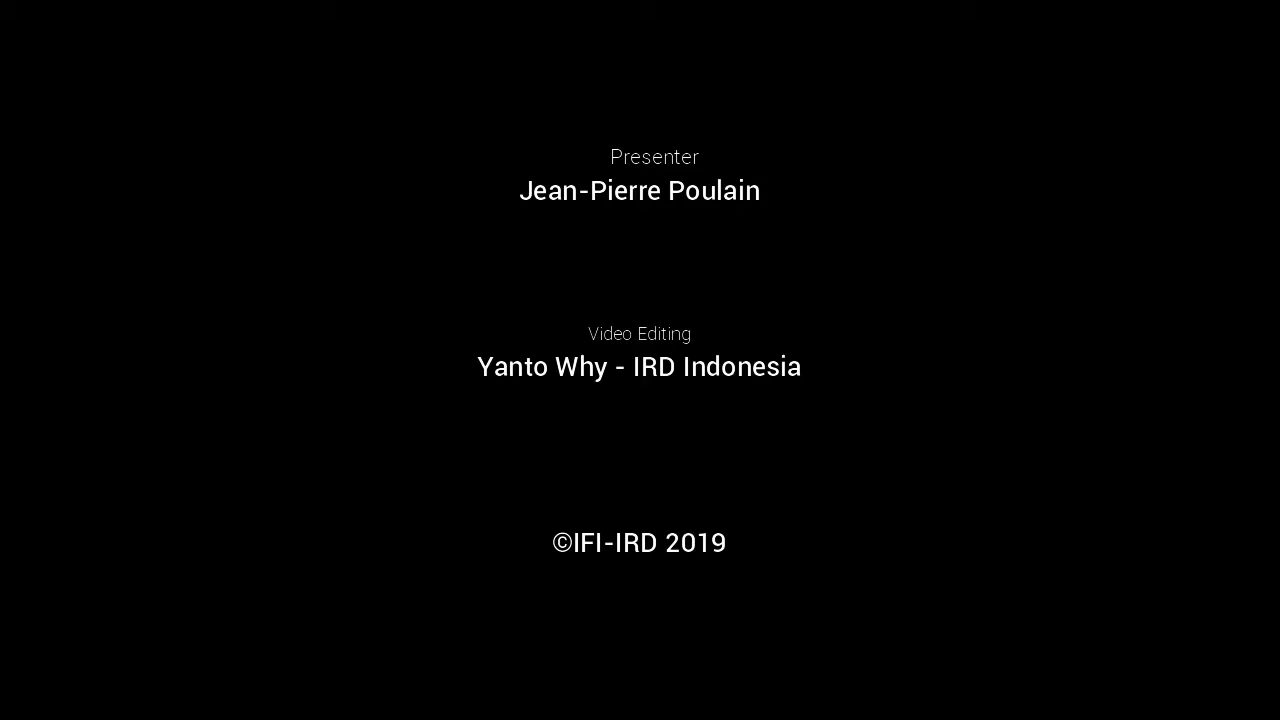 Presenter
Jean-Pierre Poulain
Video Editing
Yanto Why - IRD Indonesia
©IFI-IRD 2019